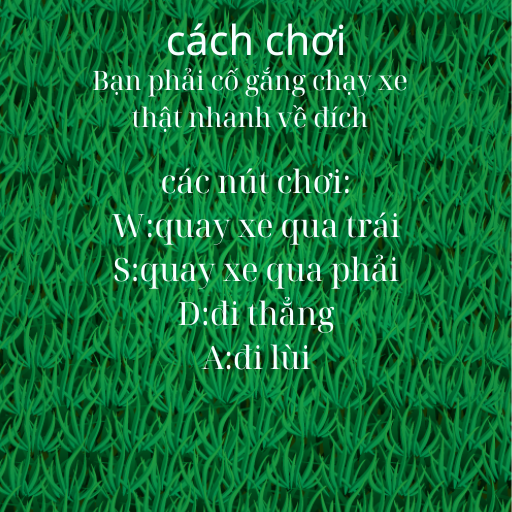 cách chơi
Bạn phải cố gắng chạy xe
thật nhanh về đích
các nút chơi:
W:quay xe qua trái
S:quay xe qua phải
D:đi thẳng
A:đi lùi